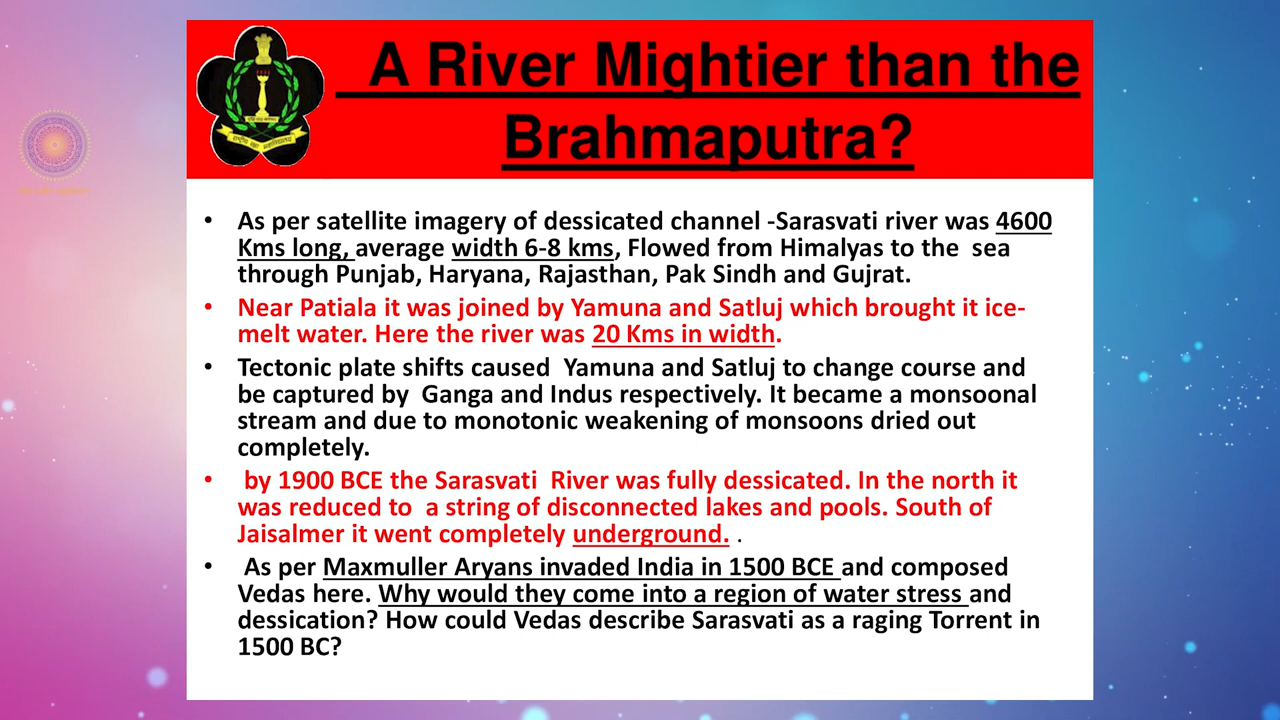 A River Mightier than the
Brahmaputra?
• As per satellite imagery of dessicated channel -Sarasvati river was 4600
Kms long, average width 6-8 kms, Flowed from Himalyas to the sea
through Punjab, Haryana, Rajasthan, Pak Sindh and Gujrat.
• Near Patiala it was joined by Yamuna and Satluj which brought it ice-
melt water. Here the river was 20 Kms in width.
• Tectonic plate shifts caused Yamuna and Satluj to change course and
be captured by Ganga and Indus respectively. It became a monsoonal
stream and due to monotonic weakening of monsoons dried out
completely.
• by 1900 BCE the Sarasvati River was fully dessicated. In the north it
was reduced to a string of disconnected lakes and pools. South of
Jaisalmer it went completely underground. .
• As per Maxmuller Aryans invaded India in 1500 BCE and composed
Vedas here. Why would they come into a region of water stress and
dessication? How could Vedas describe Sarasvati as a raging Torrent in
1500 BC?